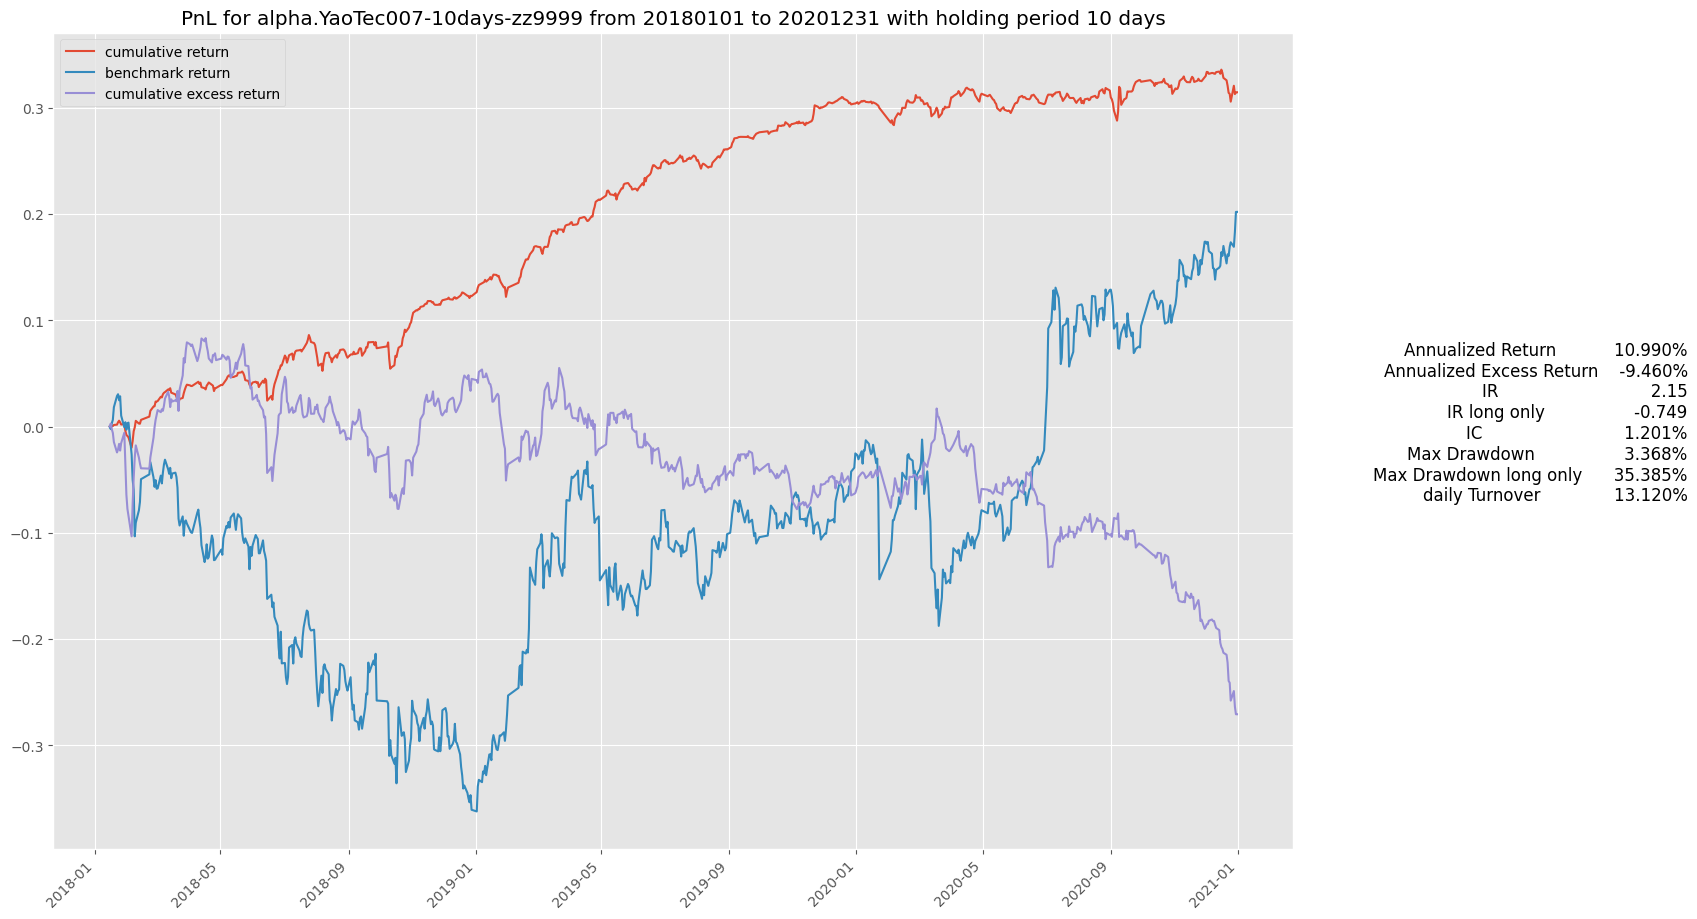 PnL for alpha.YaoTec007-10days-zz9999 from 20180101 to 20201231 with holding period 10 days
cumulative return
benchmark return
cumulative excess return
0.3
0.2
0.1
0.0
−0.1
−0.2
−0.3
2018-01
2018-05
2018-09
2019-01
2019-05
2019-09
2020-01
2020-05
2020-09
2021-01
Annualized Return 10.990%
Annualized Excess Return -9.460%
IR 2.15
IR long only -0.749
IC 1.201%
Max Drawdown 3.368%
Max Drawdown long only 35.385%
daily Turnover 13.120%